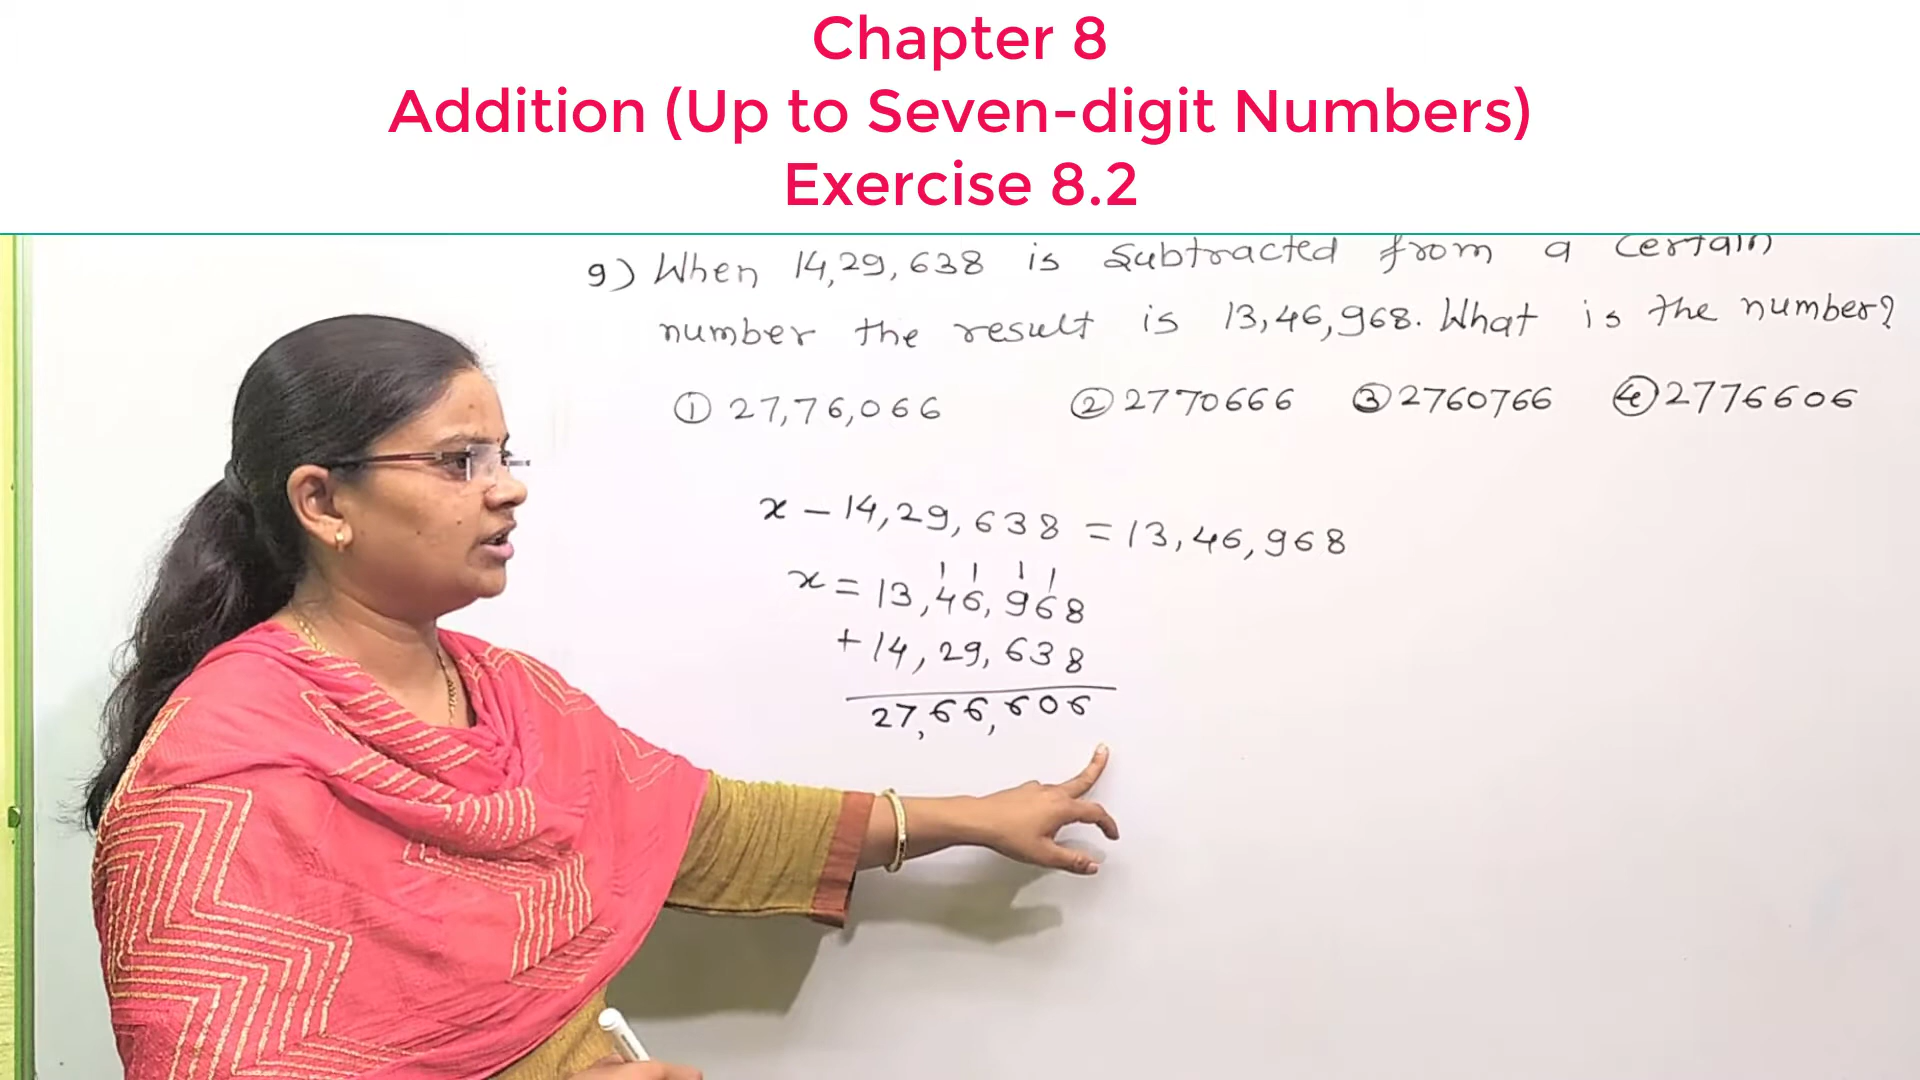 Chapter 8
Addition (Up to Seven-digit Numbers)
Exercise 8.2
9) When 14,29,638 is Subtracted from a certain
number the result is 13,46,968. What is the number?
① 27,76,066 ② 2770666 ③ 2760766 ④ 2776606
x - 14,29,638 = 13,46,968
1 1 1 1
x = 13,46,968
+ 14,29,638
27,66,606